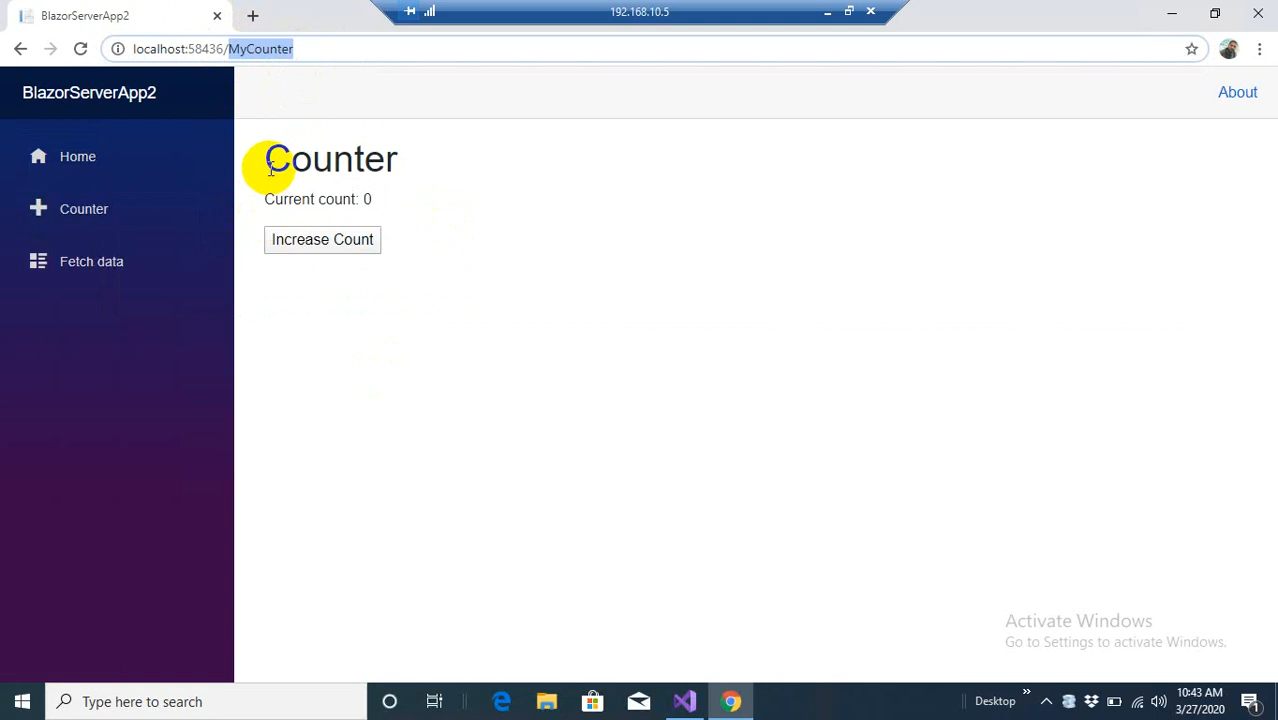 BlazorServerApp2
192.168.10.5
localhost:58436/MyCounter
BlazorServerApp2
About
Home
Counter
Fetch data
Counter
Current count: 0
Increase Count
Activate Windows
Go to Settings to activate Windows.
Type here to search
Desktop
10:43 AM
3/27/2020
1